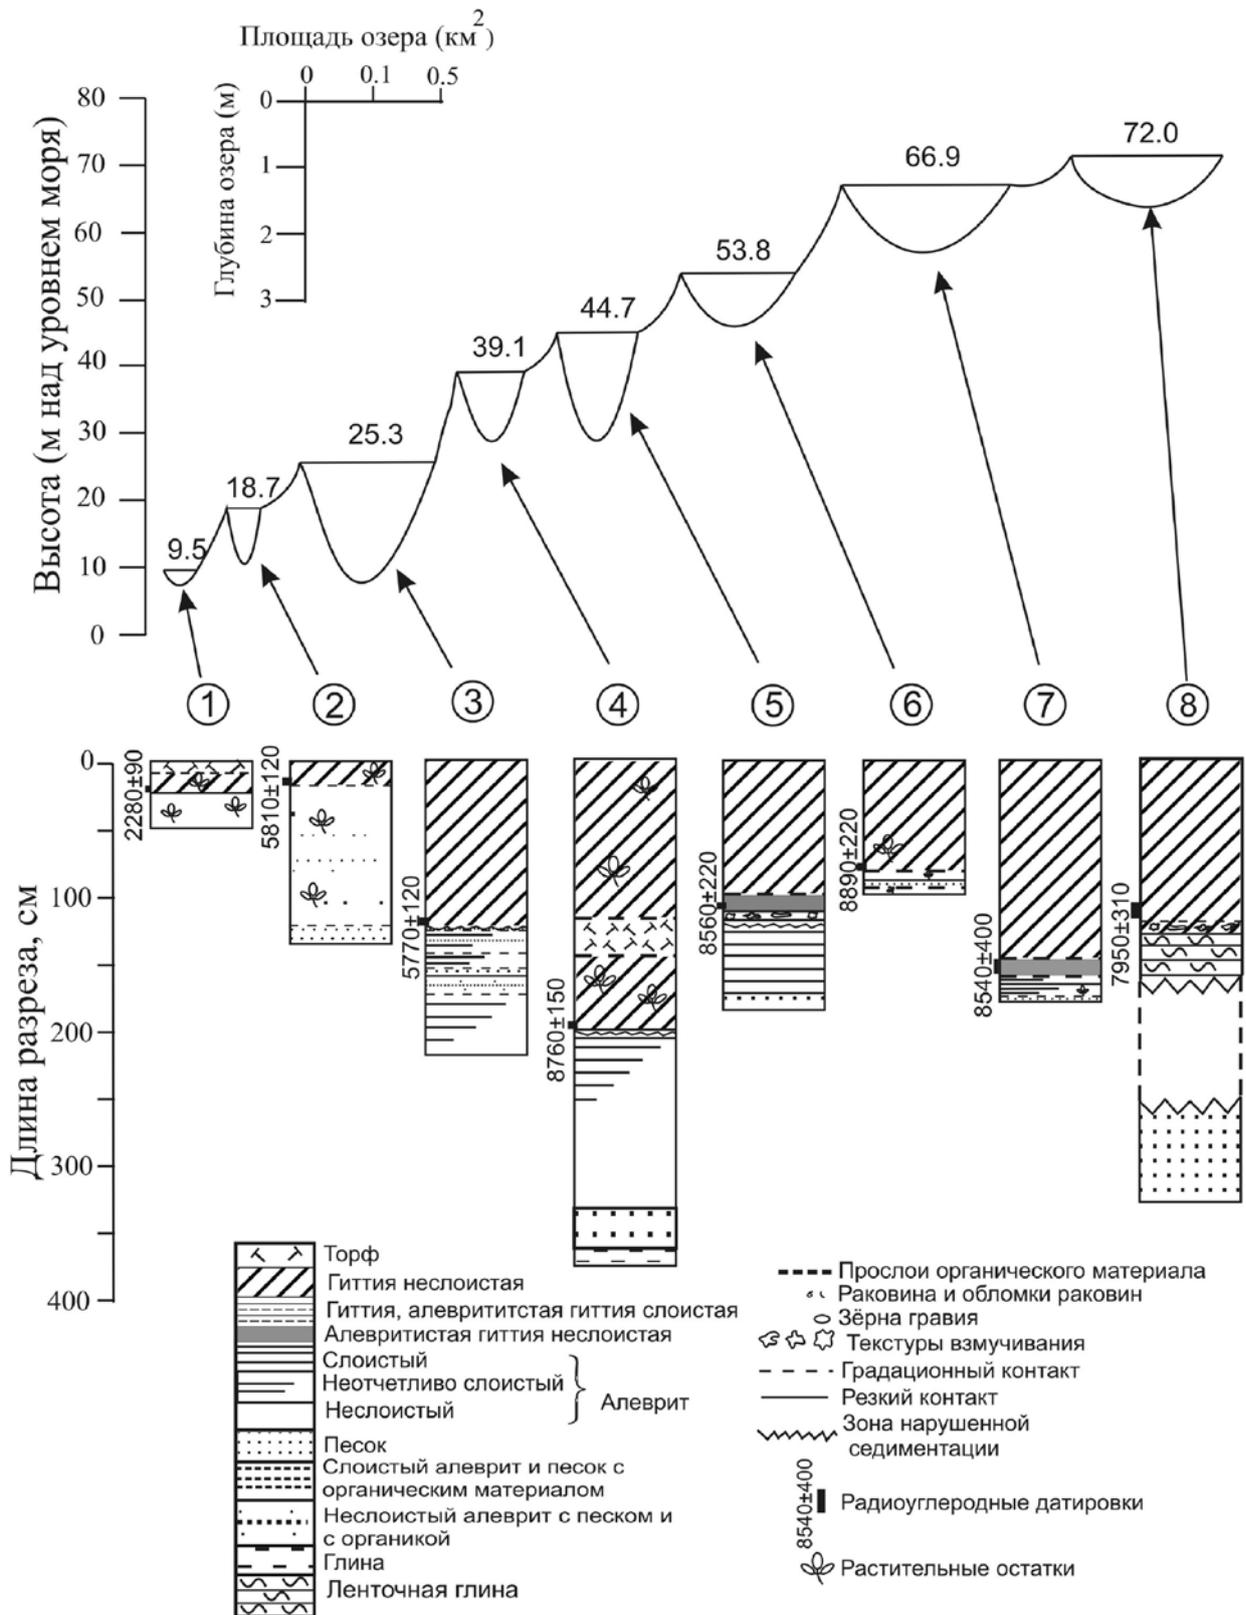 Площадь озера (км2)
0 0.1 0.5
Глубина озера (м)
0
1
2
3
Высота (м над уровнем моря)
80
70
60
50
40
30
20
10
0
9.5
18.7
25.3
39.1
44.7
53.8
66.9
72.0
1 2 3 4 5 6 7 8
Длина разреза, см
0
100
200
300
400
2280±90
5810±120
5770±120
8760±150
8560±220
8890±220
8540±400
7950±310
Торф
Гиттия неслоистая
Гиттия, алеврититстая гиттия слоистая
Алевритистая гиттия неслоистая
Слоистый
Неотчетливо слоистый
Неслоистый
Алеврит
Песок
Слоистый алеврит и песок с
органическим материалом
Неслоистый алеврит с песком и
с органикой
Глина
Ленточная глина
Прослои органического материала
Раковина и обломки раковин
Зёрна гравия
Текстуры взмучивания
Градационный контакт
Резкий контакт
Зона нарушенной
седиментации
8540±400
Радиоуглеродные датировки
Растительные остатки